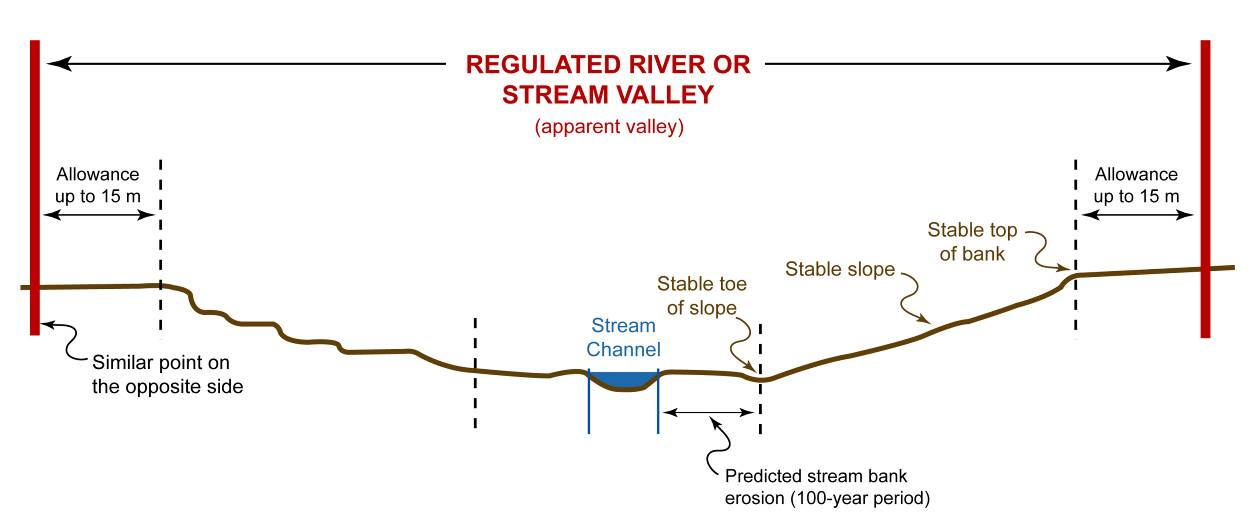 REGULATED RIVER OR
STREAM VALLEY
(apparent valley)
Allowance
up to 15 m
Allowance
up to 15 m
Stable top
of bank
Stable slope
Stable toe
of slope
Stream
Channel
Similar point on
the opposite side
Predicted stream bank
erosion (100-year period)